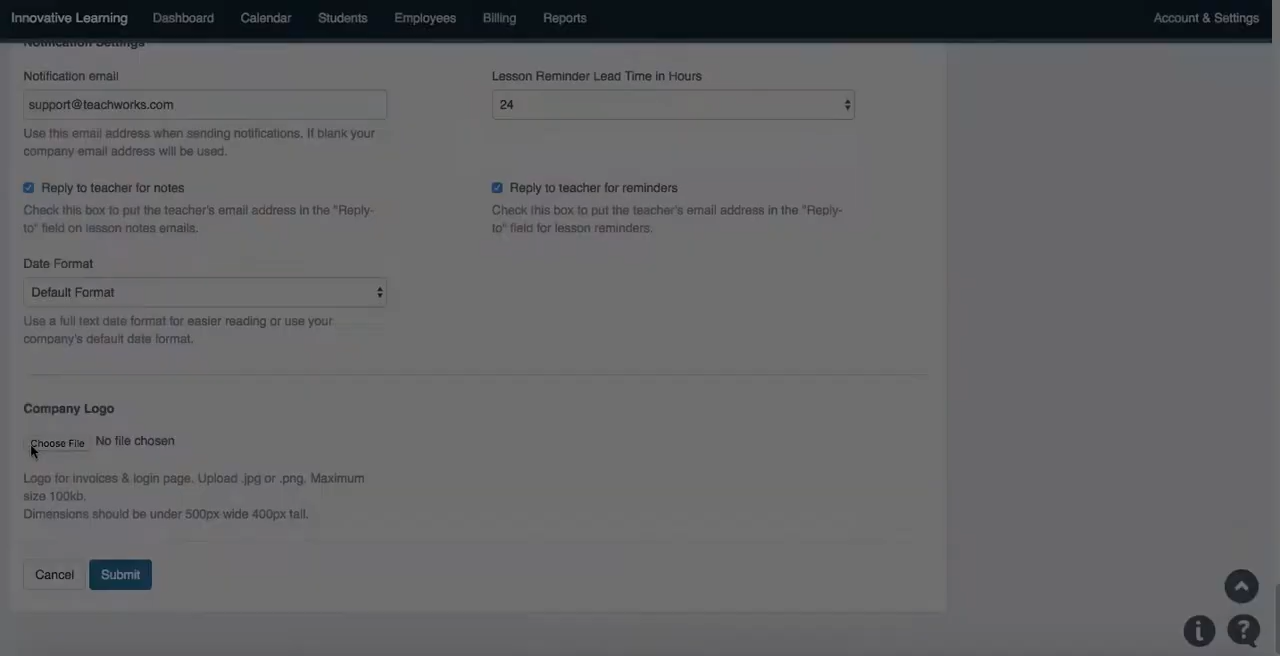 Innovative Learning Dashboard Calendar Students Employees Billing Reports Account & Settings
Notification Settings
Notification email
support@teachworks.com
Use this email address when sending notifications. If blank your
company email address will be used.
Lesson Reminder Lead Time in Hours
24
Reply to teacher for notes
Check this box to put the teacher's email address in the "Reply-
to" field on lesson notes emails.
Reply to teacher for reminders
Check this box to put the teacher's email address in the "Reply-
to" field for lesson reminders.
Date Format
Default Format
Use a full text date format for easier reading or use your
company's default date format.
Company Logo
Choose File No file chosen
Logo for invoices & login page. Upload .jpg or .png. Maximum
size 100kb.
Dimensions should be under 500px wide 400px tall.
Cancel Submit